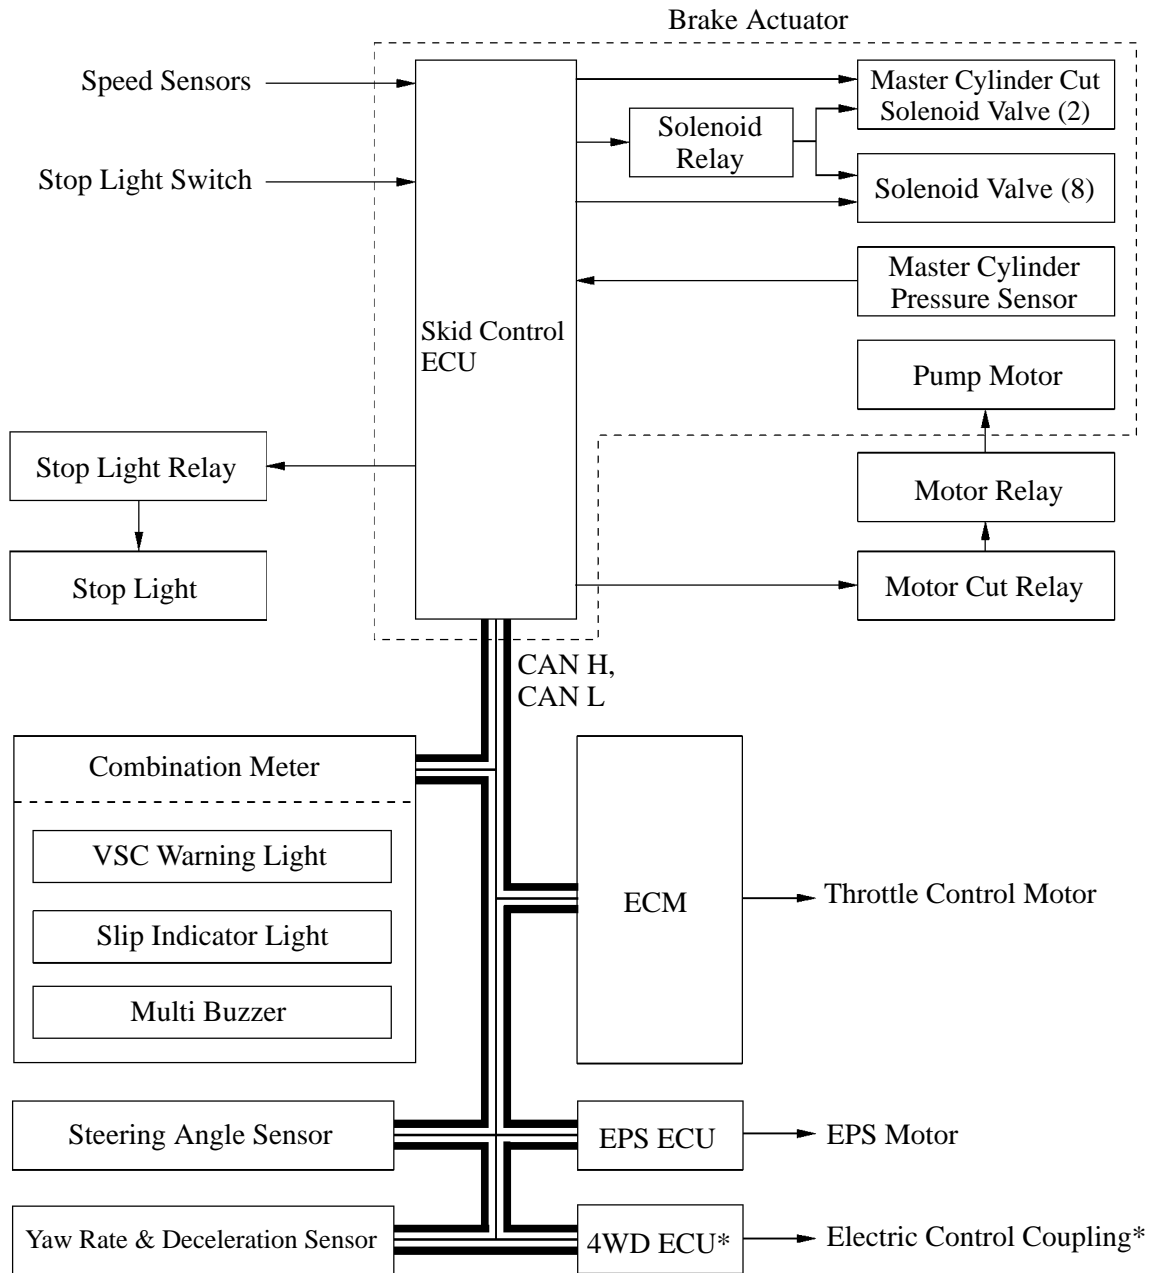 Brake Actuator
Speed Sensors
Master Cylinder Cut
Solenoid Valve (2)
Solenoid
Relay
Stop Light Switch
Solenoid Valve (8)
Master Cylinder
Pressure Sensor
Skid Control
ECU
Pump Motor
Stop Light Relay
Motor Relay
Stop Light
Motor Cut Relay
CAN H,
CAN L
Combination Meter
VSC Warning Light
Slip Indicator Light
Multi Buzzer
ECM
Throttle Control Motor
Steering Angle Sensor
EPS ECU
EPS Motor
Yaw Rate & Deceleration Sensor
4WD ECU*
Electric Control Coupling*